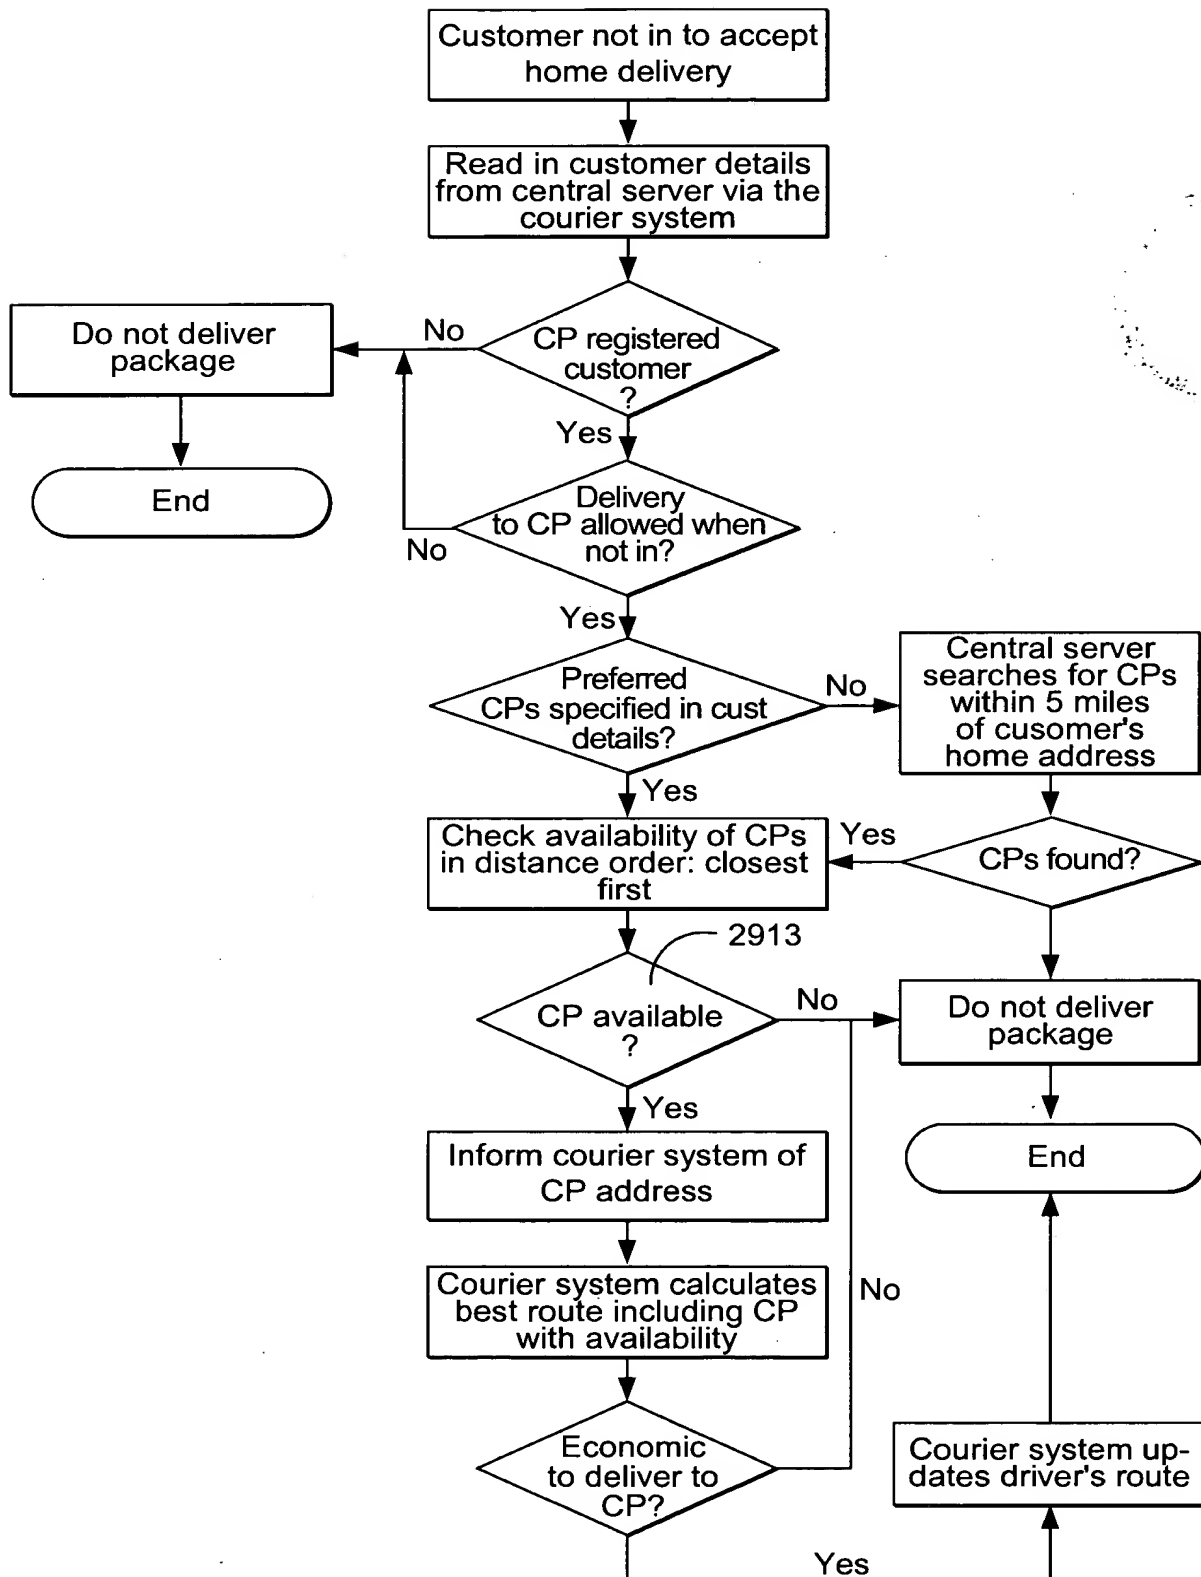 Customer not in to accept
home delivery
Read in customer details
from central server via the
courier system
CP registered
customer
?
No
Do not deliver
package
End
Yes
Delivery
to CP allowed when
not in?
No
Yes
Preferred
CPs specified in cust
details?
No
Central server
searches for CPs
within 5 miles
of cusomer's
home address
Yes
Check availability of CPs
in distance order: closest
first
Yes
CPs found?
2913
CP available
?
No
Do not deliver
package
End
Yes
Inform courier system of
CP address
Courier system calculates
best route including CP
with availability
No
Economic
to deliver to
CP?
Courier system up-
dates driver's route
Yes